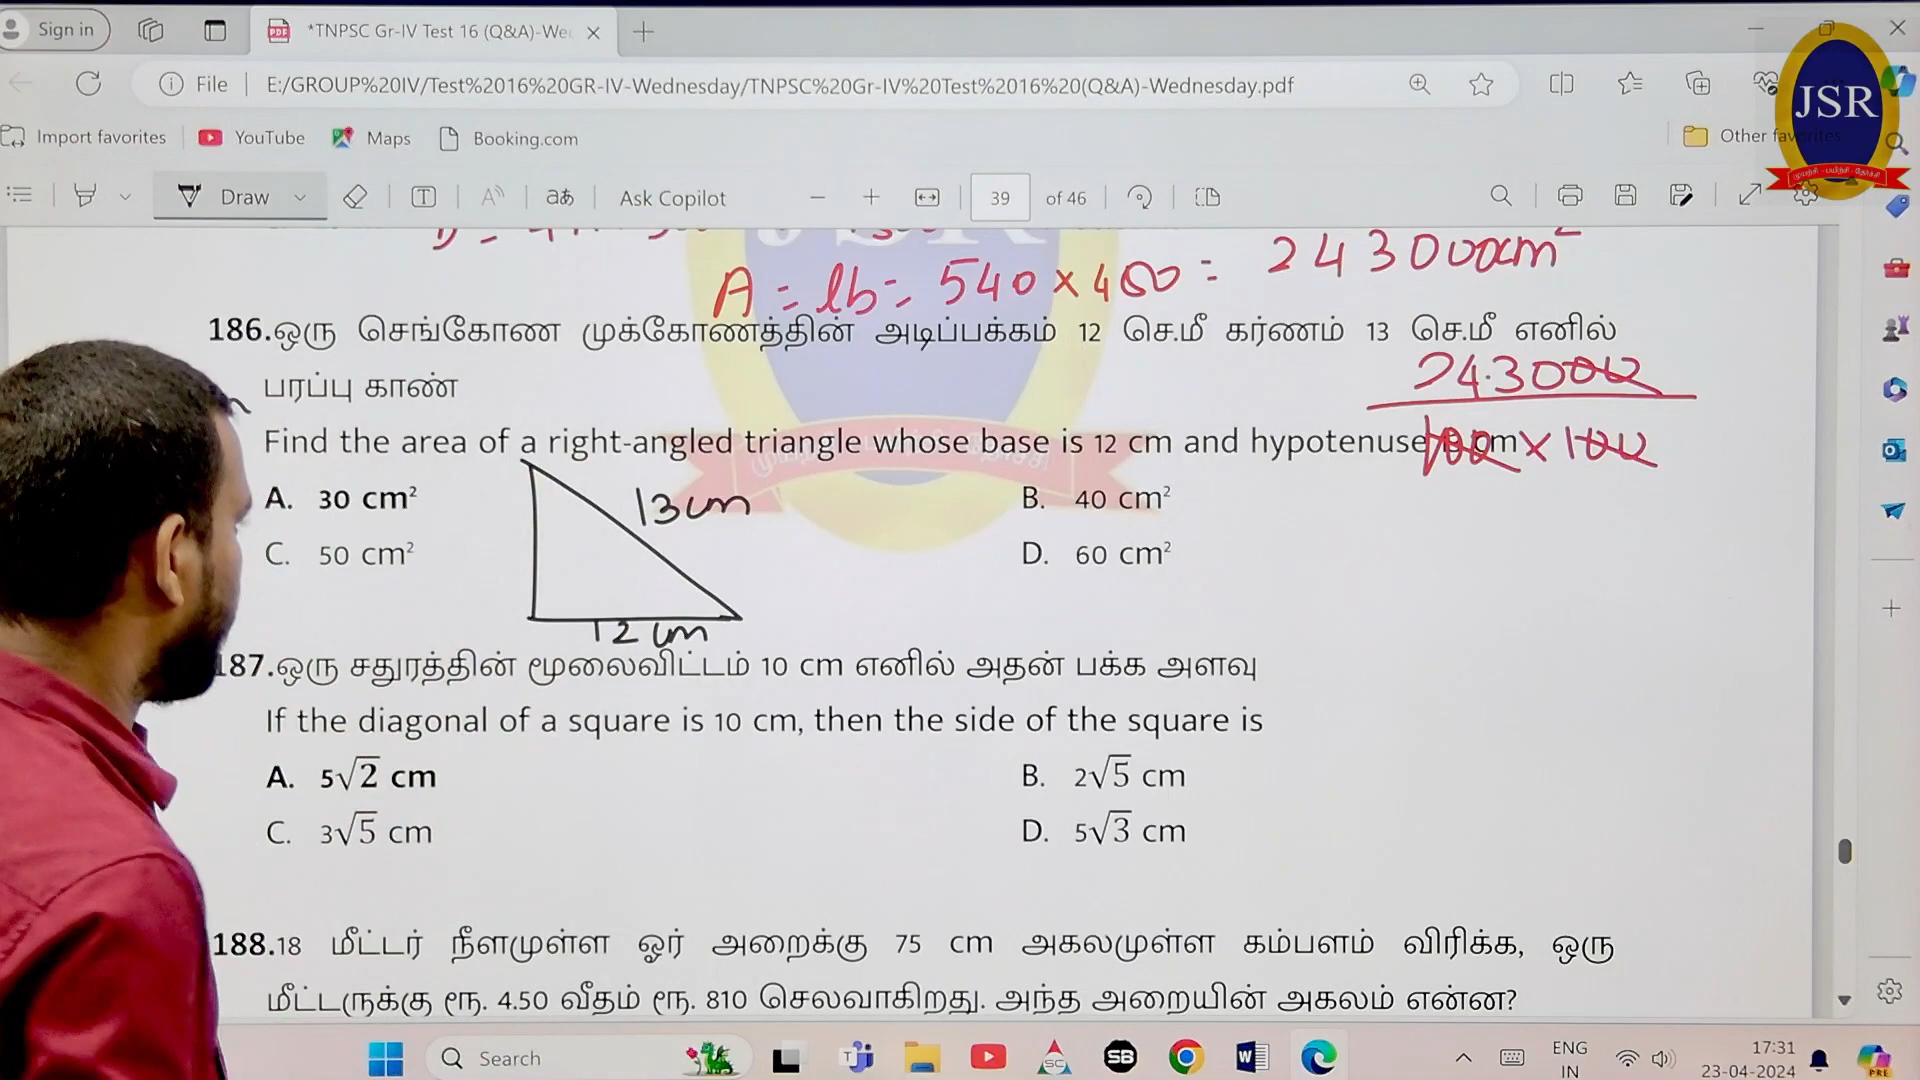 Sign in
*TNPSC Gr-IV Test 16 (Q&A)-We
File
E:/GROUP%20IV/Test%2016%20GR-IV-Wednesday/TNPSC%20Gr-IV%20Test%2016%20(Q&A)-Wednesday.pdf
JSR
முயற்சி - பயிற்சி - தேர்ச்சி
Import favorites YouTube Maps Booking.com Other favorites
Draw
Ask Copilot
39 of 46
A = lb = 540 × 450 = 243000 cm²
186.ஒரு செங்கோண முக்கோணத்தின் அடிப்பக்கம் 12 செ.மீ கர்ணம் 13 செ.மீ எனில்
பரப்பு காண்
24.3000
100 × 100
Find the area of a right-angled triangle whose base is 12 cm and hypotenuse cm
A. 30 cm²
B. 40 cm²
C. 50 cm²
D. 60 cm²
13 cm
12 cm
187.ஒரு சதுரத்தின் மூலைவிட்டம் 10 cm எனில் அதன் பக்க அளவு
If the diagonal of a square is 10 cm, then the side of the square is
A. 5√2 cm
B. 2√5 cm
C. 3√5 cm
D. 5√3 cm
188.18 மீட்டர் நீளமுள்ள ஓர் அறைக்கு 75 cm அகலமுள்ள கம்பளம் விரிக்க, ஒரு
மீட்டருக்கு ரூ. 4.50 வீதம் ரூ. 810 செலவாகிறது. அந்த அறையின் அகலம் என்ன?
Search
SB
ENG
IN
17:31
23-04-2024
PRE